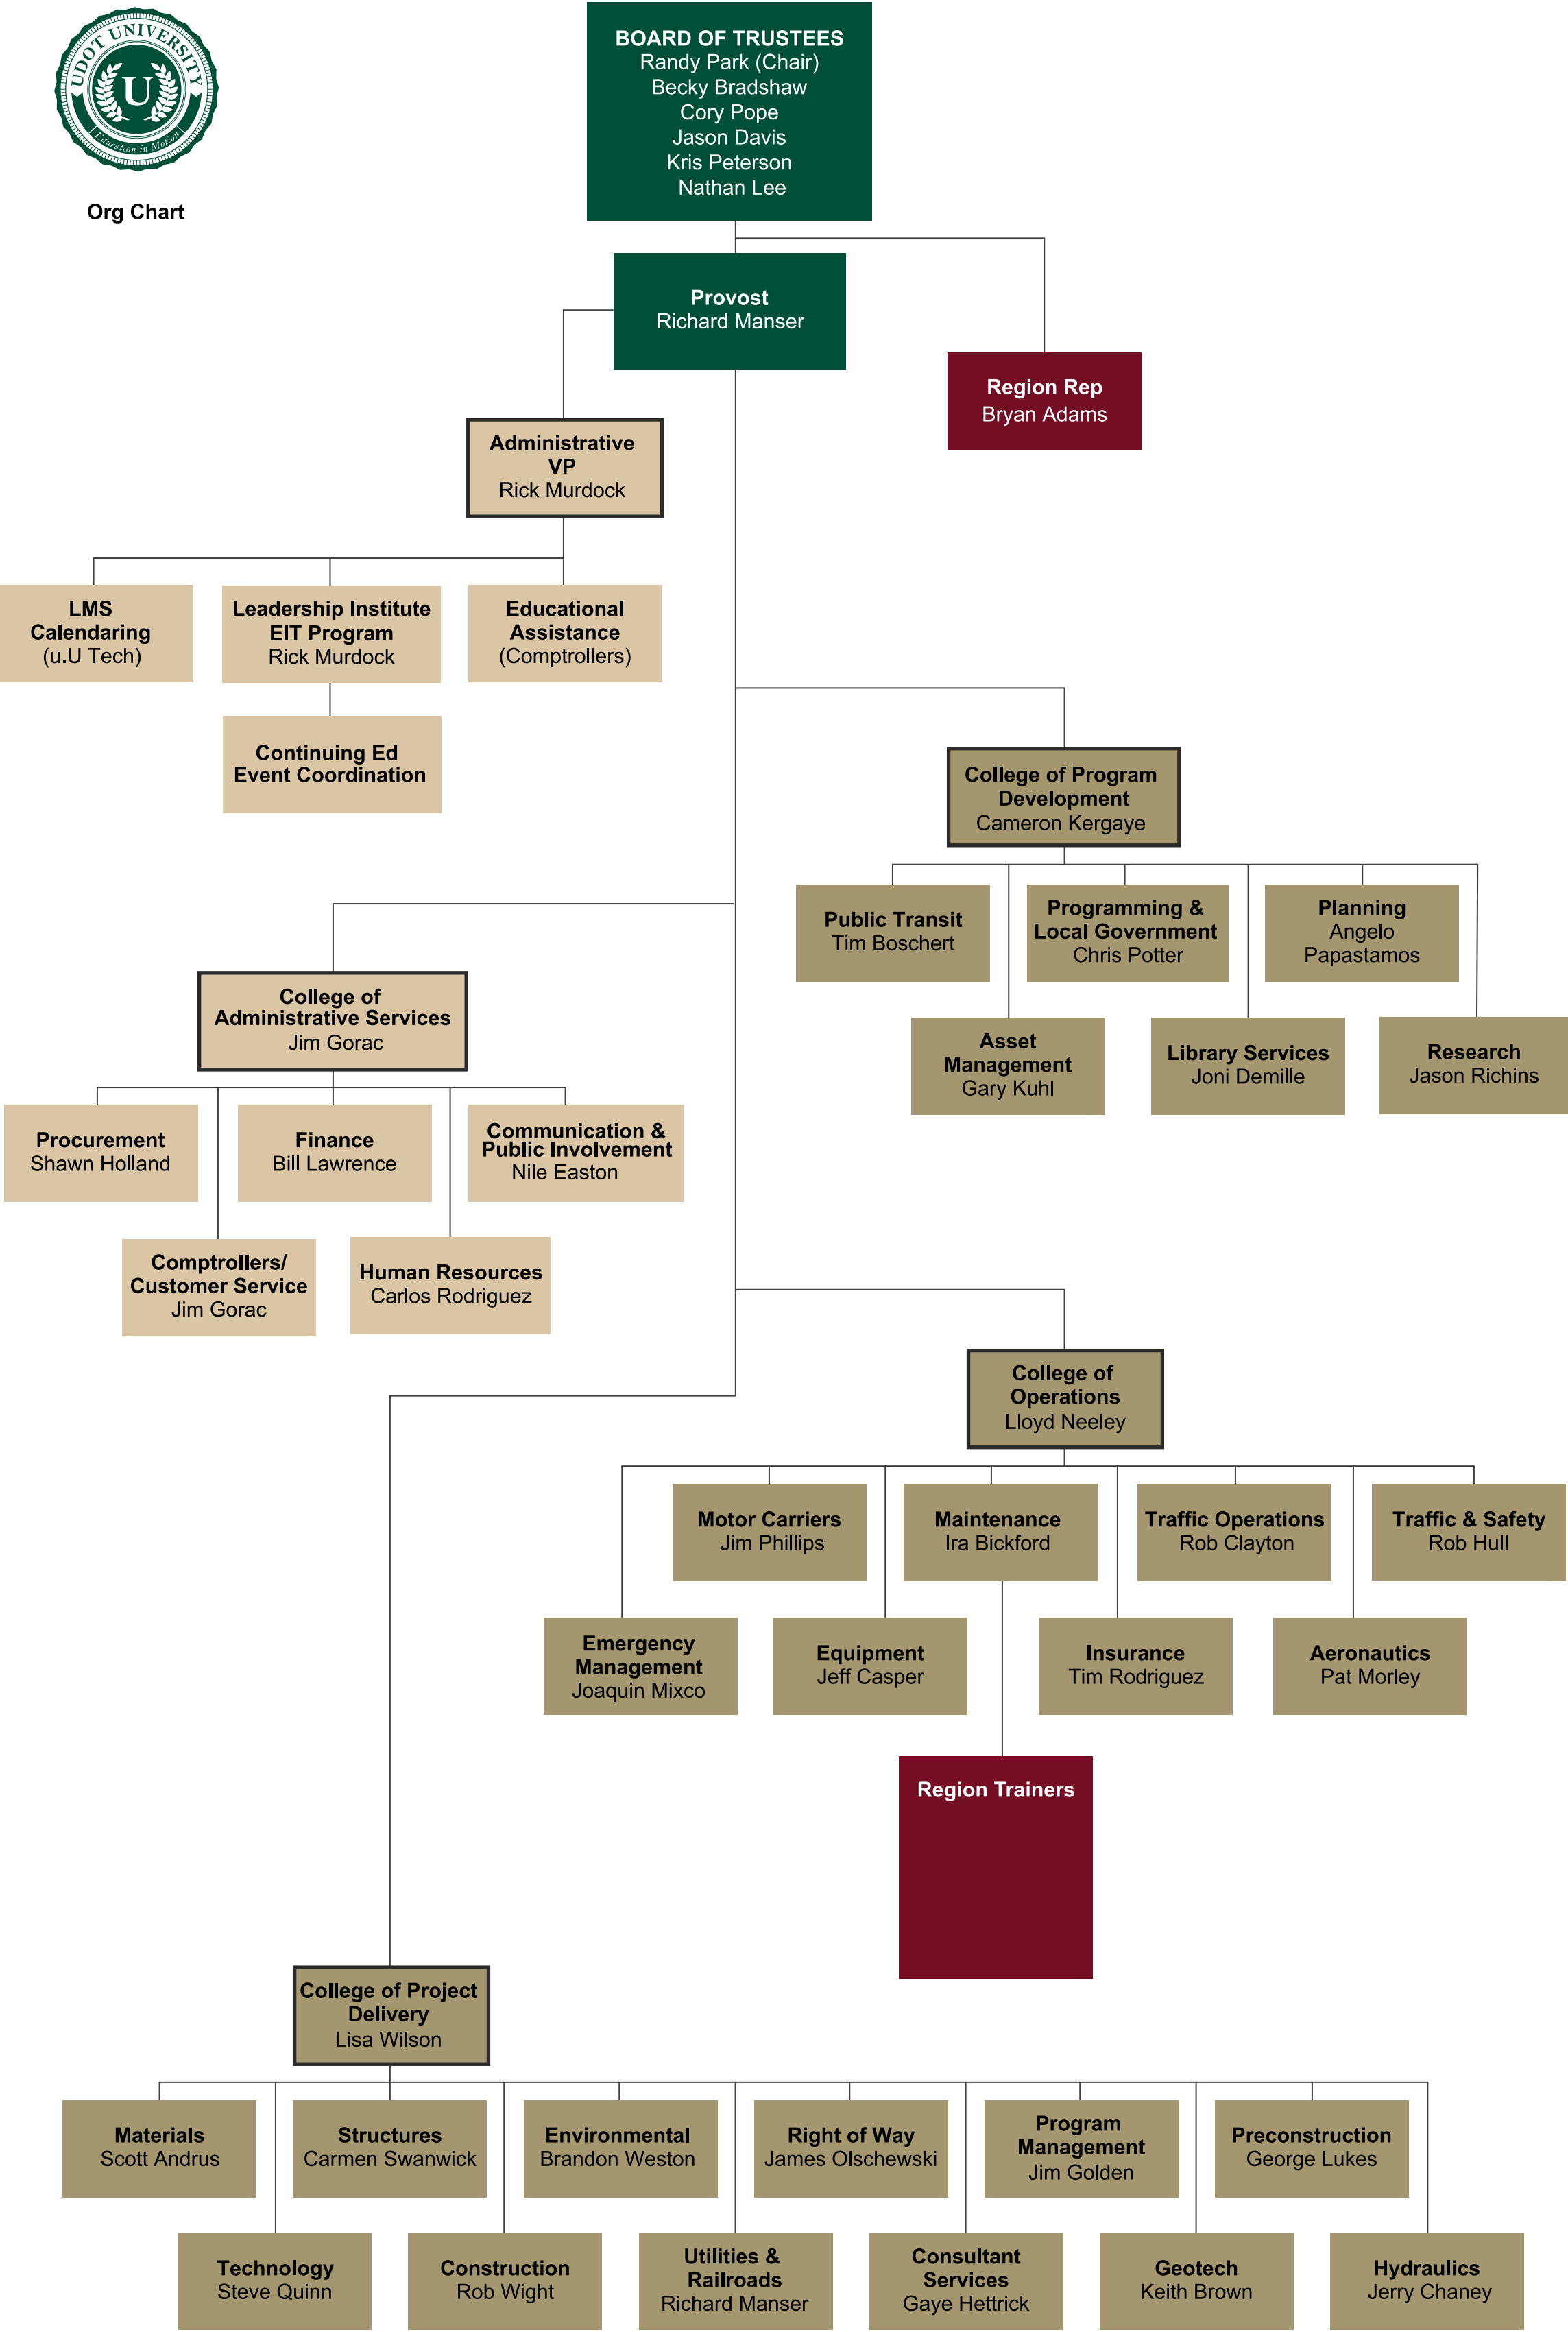 UDOT UNIVERSITY
U
Education in Motion
Org Chart
BOARD OF TRUSTEES
Randy Park (Chair)
Becky Bradshaw
Cory Pope
Jason Davis
Kris Peterson
Nathan Lee
Provost
Richard Manser
Region Rep
Bryan Adams
Administrative
VP
Rick Murdock
LMS
Calendaring
(u.U Tech)
Leadership Institute
EIT Program
Rick Murdock
Educational
Assistance
(Comptrollers)
Continuing Ed
Event Coordination
College of Program
Development
Cameron Kergaye
Public Transit
Tim Boschert
Programming &
Local Government
Chris Potter
Planning
Angelo
Papastamos
Asset
Management
Gary Kuhl
Library Services
Joni Demille
Research
Jason Richins
College of
Administrative Services
Jim Gorac
Procurement
Shawn Holland
Finance
Bill Lawrence
Communication &
Public Involvement
Nile Easton
Comptrollers/
Customer Service
Jim Gorac
Human Resources
Carlos Rodriguez
College of
Operations
Lloyd Neeley
Motor Carriers
Jim Phillips
Maintenance
Ira Bickford
Traffic Operations
Rob Clayton
Traffic & Safety
Rob Hull
Emergency
Management
Joaquin Mixco
Equipment
Jeff Casper
Insurance
Tim Rodriguez
Aeronautics
Pat Morley
Region Trainers
College of Project
Delivery
Lisa Wilson
Materials
Scott Andrus
Structures
Carmen Swanwick
Environmental
Brandon Weston
Right of Way
James Olschewski
Program
Management
Jim Golden
Preconstruction
George Lukes
Technology
Steve Quinn
Construction
Rob Wight
Utilities &
Railroads
Richard Manser
Consultant
Services
Gaye Hettrick
Geotech
Keith Brown
Hydraulics
Jerry Chaney